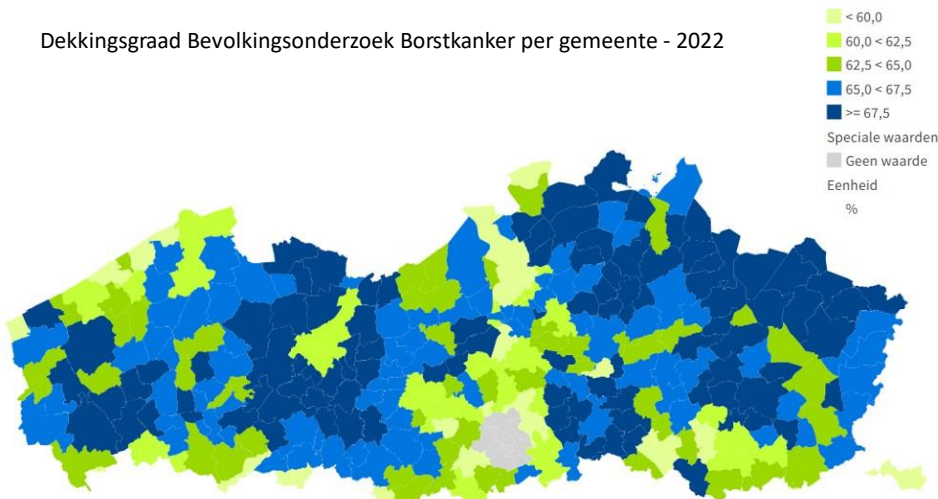 Dekkingsgraad Bevolkingsonderzoek Borstkanker per gemeente - 2022
< 60,0
60,0 < 62,5
62,5 < 65,0
65,0 < 67,5
>= 67,5
Speciale waarden
Geen waarde
Eenheid
%